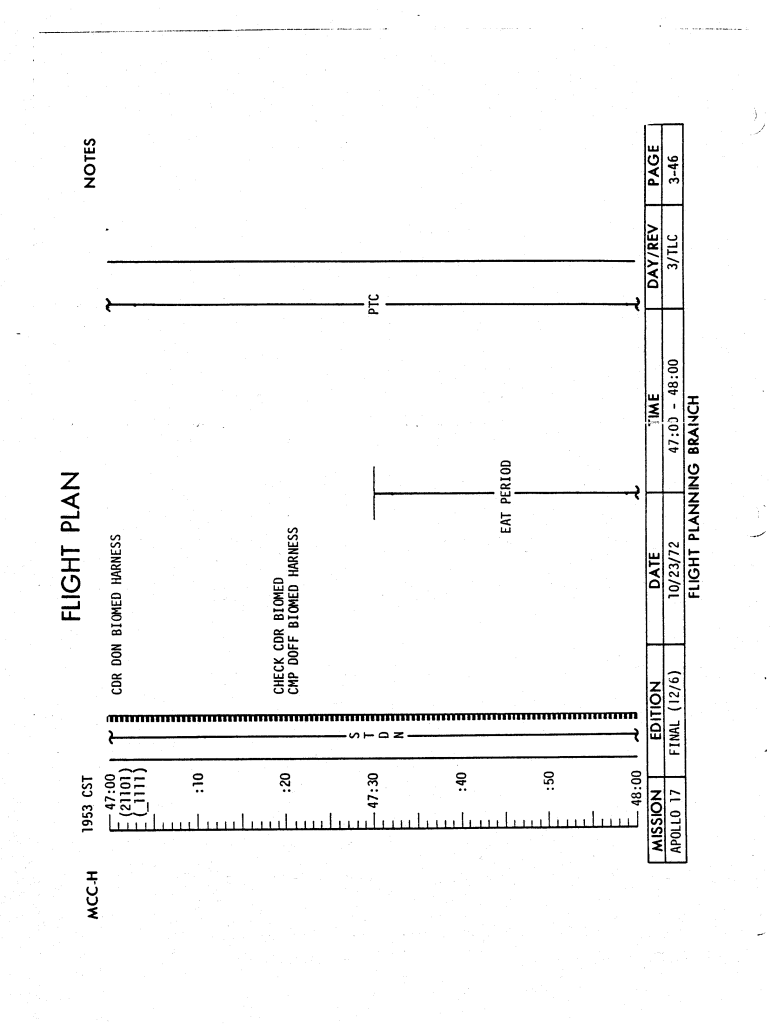 FLIGHT PLAN
MCC-H
1953 CST
NOTES
47:00
(21101)
(_1111)
:10
:20
47:30
:40
:50
48:00
S
T
D
N
CDR DON BIOMED HARNESS
CHECK CDR BIOMED
CMP DOFF BIOMED HARNESS
EAT PERIOD
PTC
MISSION EDITION DATE TIME DAY/REV PAGE
APOLLO 17 FINAL (12/6) 10/23/72 47:00 - 48:00 3/TLC 3-46
FLIGHT PLANNING BRANCH